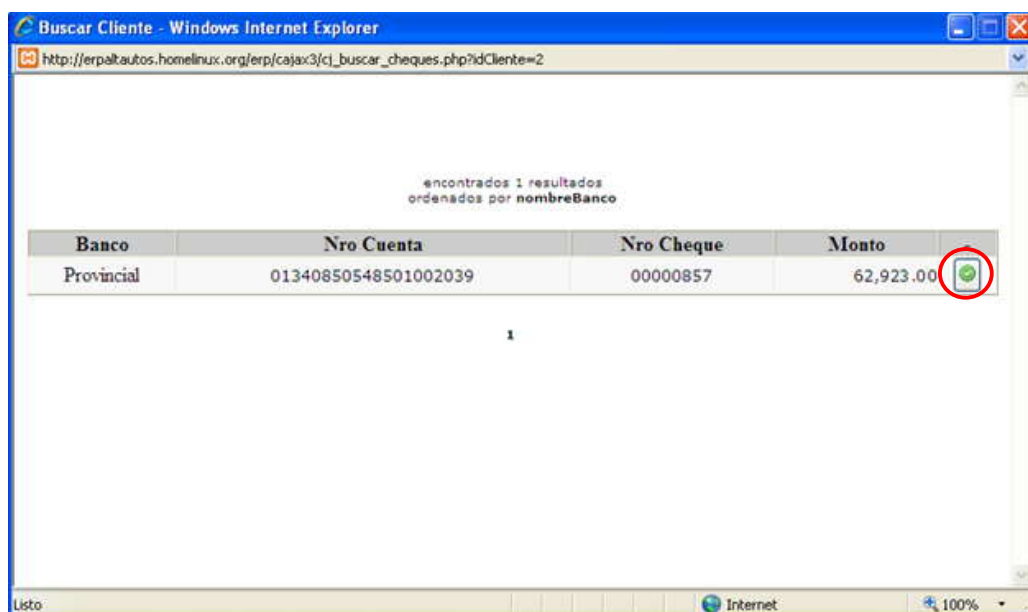 Buscar Cliente - Windows Internet Explorer
http://erpaltautos.homelinux.org/erp/cajax3/cj_buscar_cheques.php?idCliente=2
encontrados 1 resultados
ordenados por nombreBanco
Banco Nro Cuenta Nro Cheque Monto -
Provincial 01340850548501002039 00000857 62,923.00
1
Listo Internet 100%